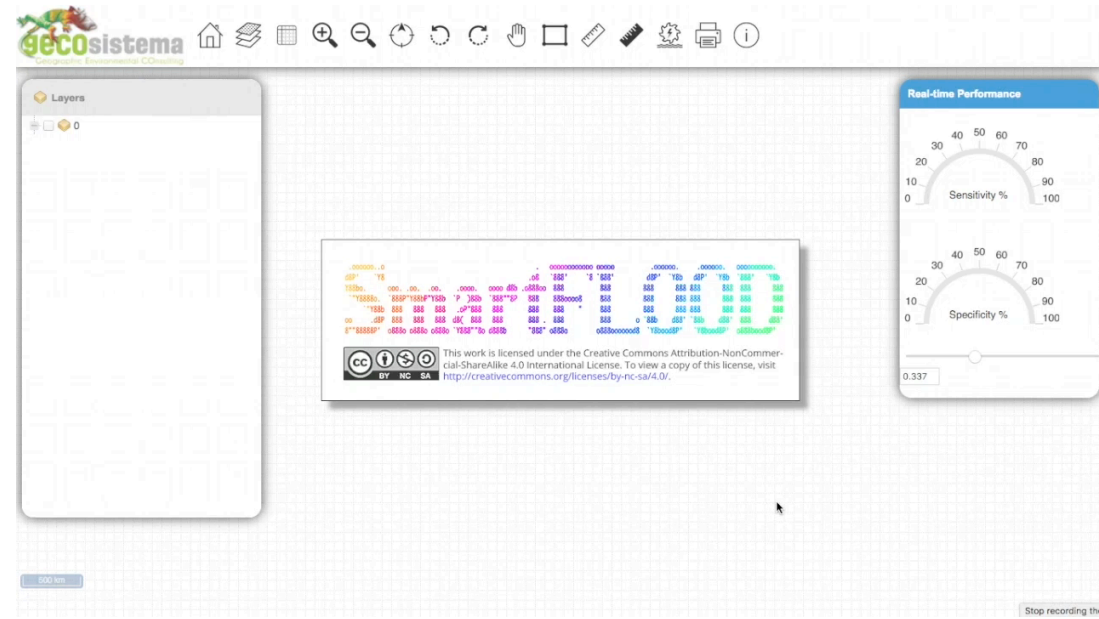 gecosistema
Geographic Environmental COnsulting
Layers
0
SmartFLOOD
CC BY NC SA
This work is licensed under the Creative Commons Attribution-NonCommer-
cial-ShareAlike 4.0 International License. To view a copy of this license, visit
http://creativecommons.org/licenses/by-nc-sa/4.0/.
Real-time Performance
0 10 20 30 40 50 60 70 80 90 100
Sensitivity %
0 10 20 30 40 50 60 70 80 90 100
Specificity %
0.337
500 km
Stop recording the